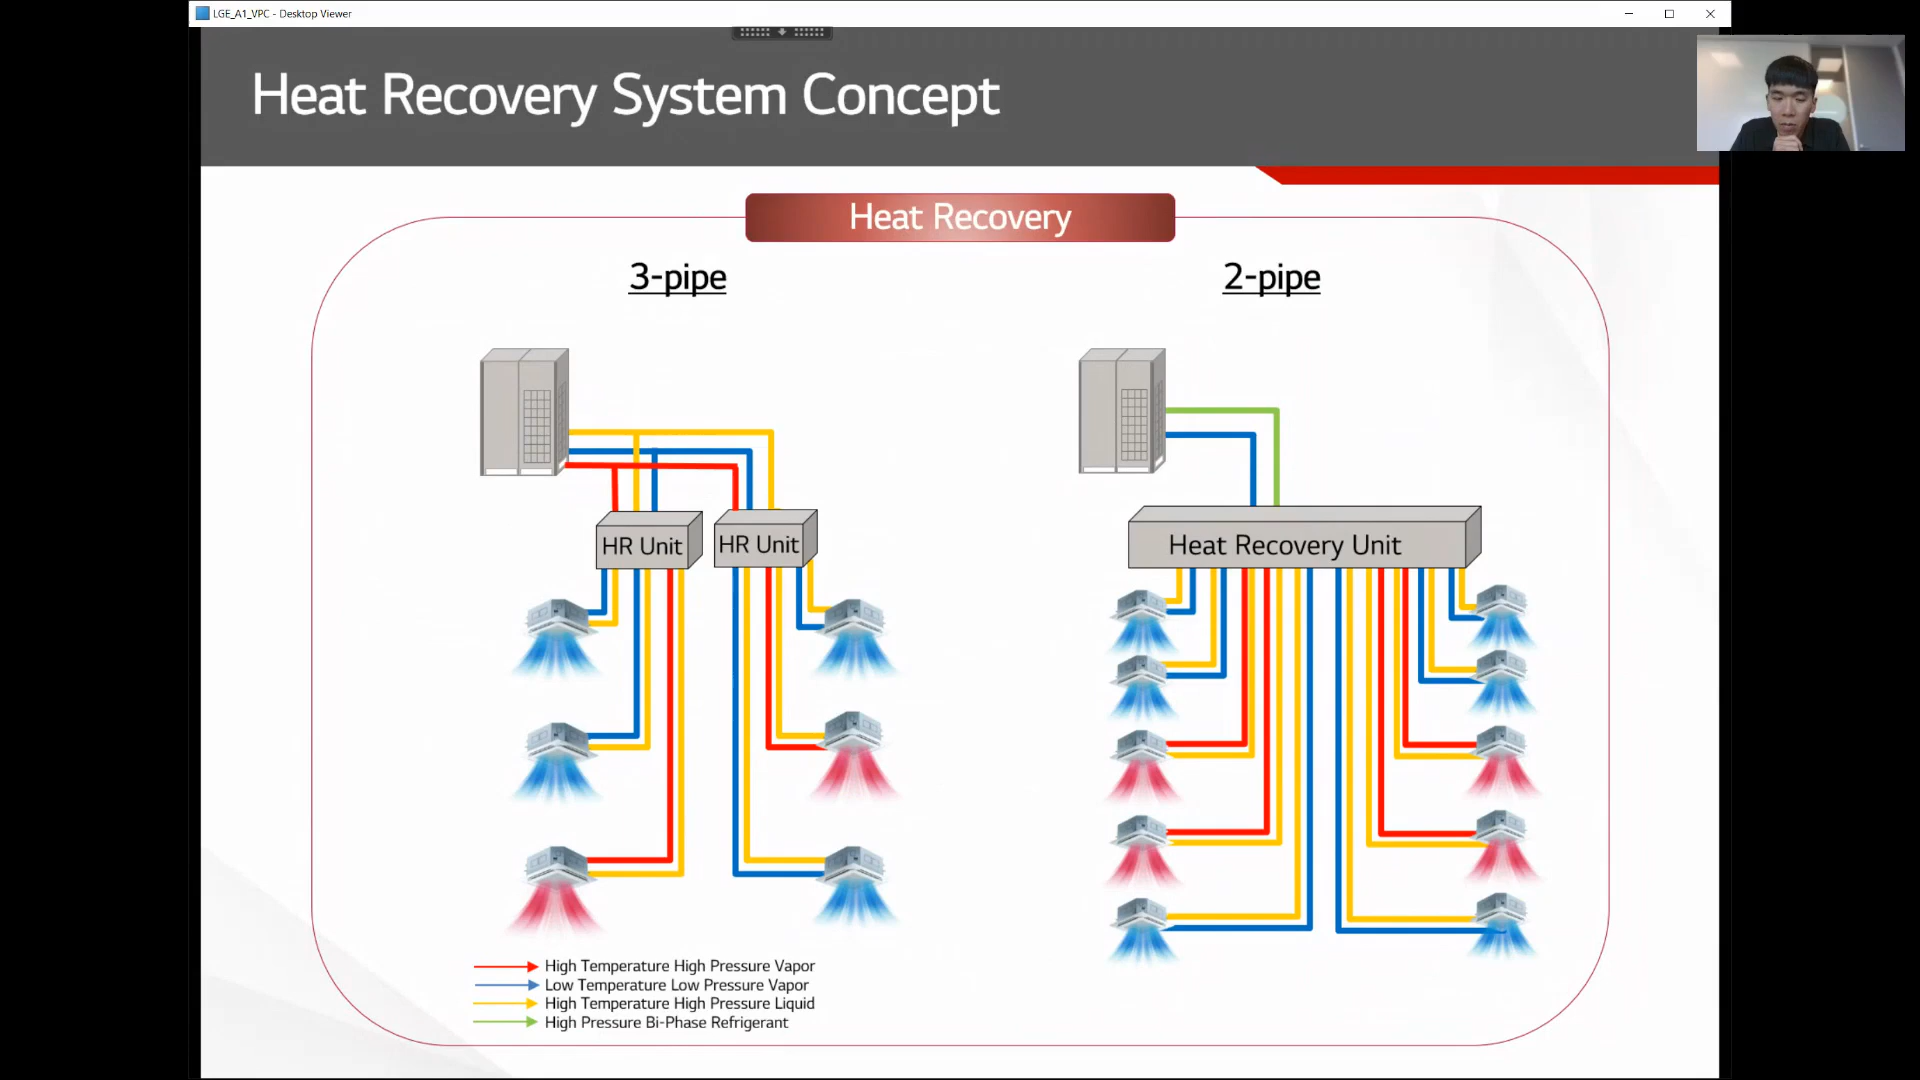 LGE_A1_VPC - Desktop Viewer
Heat Recovery System Concept
Heat Recovery
3-pipe
2-pipe
HR Unit
HR Unit
Heat Recovery Unit
High Temperature High Pressure Vapor
Low Temperature Low Pressure Vapor
High Temperature High Pressure Liquid
High Pressure Bi-Phase Refrigerant